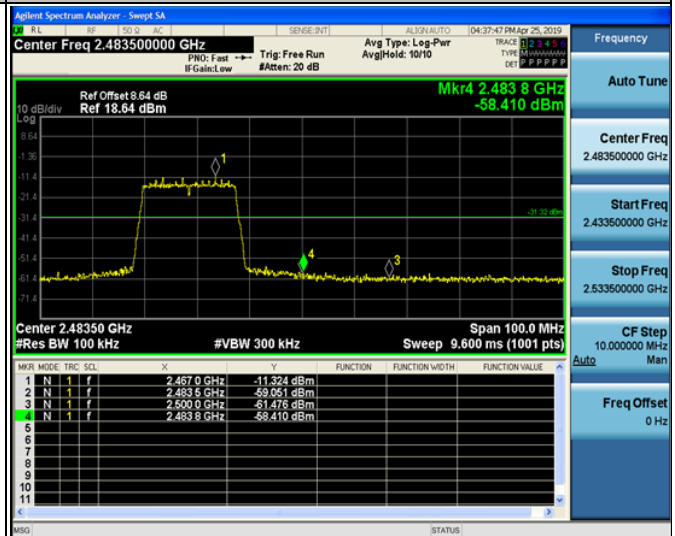 Agilent Spectrum Analyzer - Swept SA
RL RF 50 Ω AC SENSE:INT ALIGNAUTO 04:37:47 PM Apr 25, 2019
Center Freq 2.483500000 GHz
PNO: Fast
IFGain:Low
Trig: Free Run
#Atten: 20 dB
Avg Type: Log-Pwr
Avg|Hold: 10/10
TRACE 1 2 3 4 5 6
TYPE
DET P P P P P P
Ref Offset 8.64 dB
10 dB/div Ref 18.64 dBm
Log
Mkr4 2.483 8 GHz
-58.410 dBm
8.64
-1.36
-11.4
-21.4
-31.4
-41.4
-51.4
-61.4
-71.4
1
4
3
-31.32 dBm
Center 2.48350 GHz Span 100.0 MHz
#Res BW 100 kHz #VBW 300 kHz Sweep 9.600 ms (1001 pts)
MKR MODE TRC SCL X Y FUNCTION FUNCTION WIDTH FUNCTION VALUE
1 N 1 f 2.467 0 GHz -11.324 dBm
2 N 1 f 2.483 5 GHz -59.051 dBm
3 N 1 f 2.500 0 GHz -61.476 dBm
4 N 1 f 2.483 8 GHz -58.410 dBm
5
6
7
8
9
10
11
MSG STATUS
Frequency
Auto Tune
Center Freq
2.483500000 GHz
Start Freq
2.433500000 GHz
Stop Freq
2.533500000 GHz
CF Step
10.000000 MHz
Auto Man
Freq Offset
0 Hz